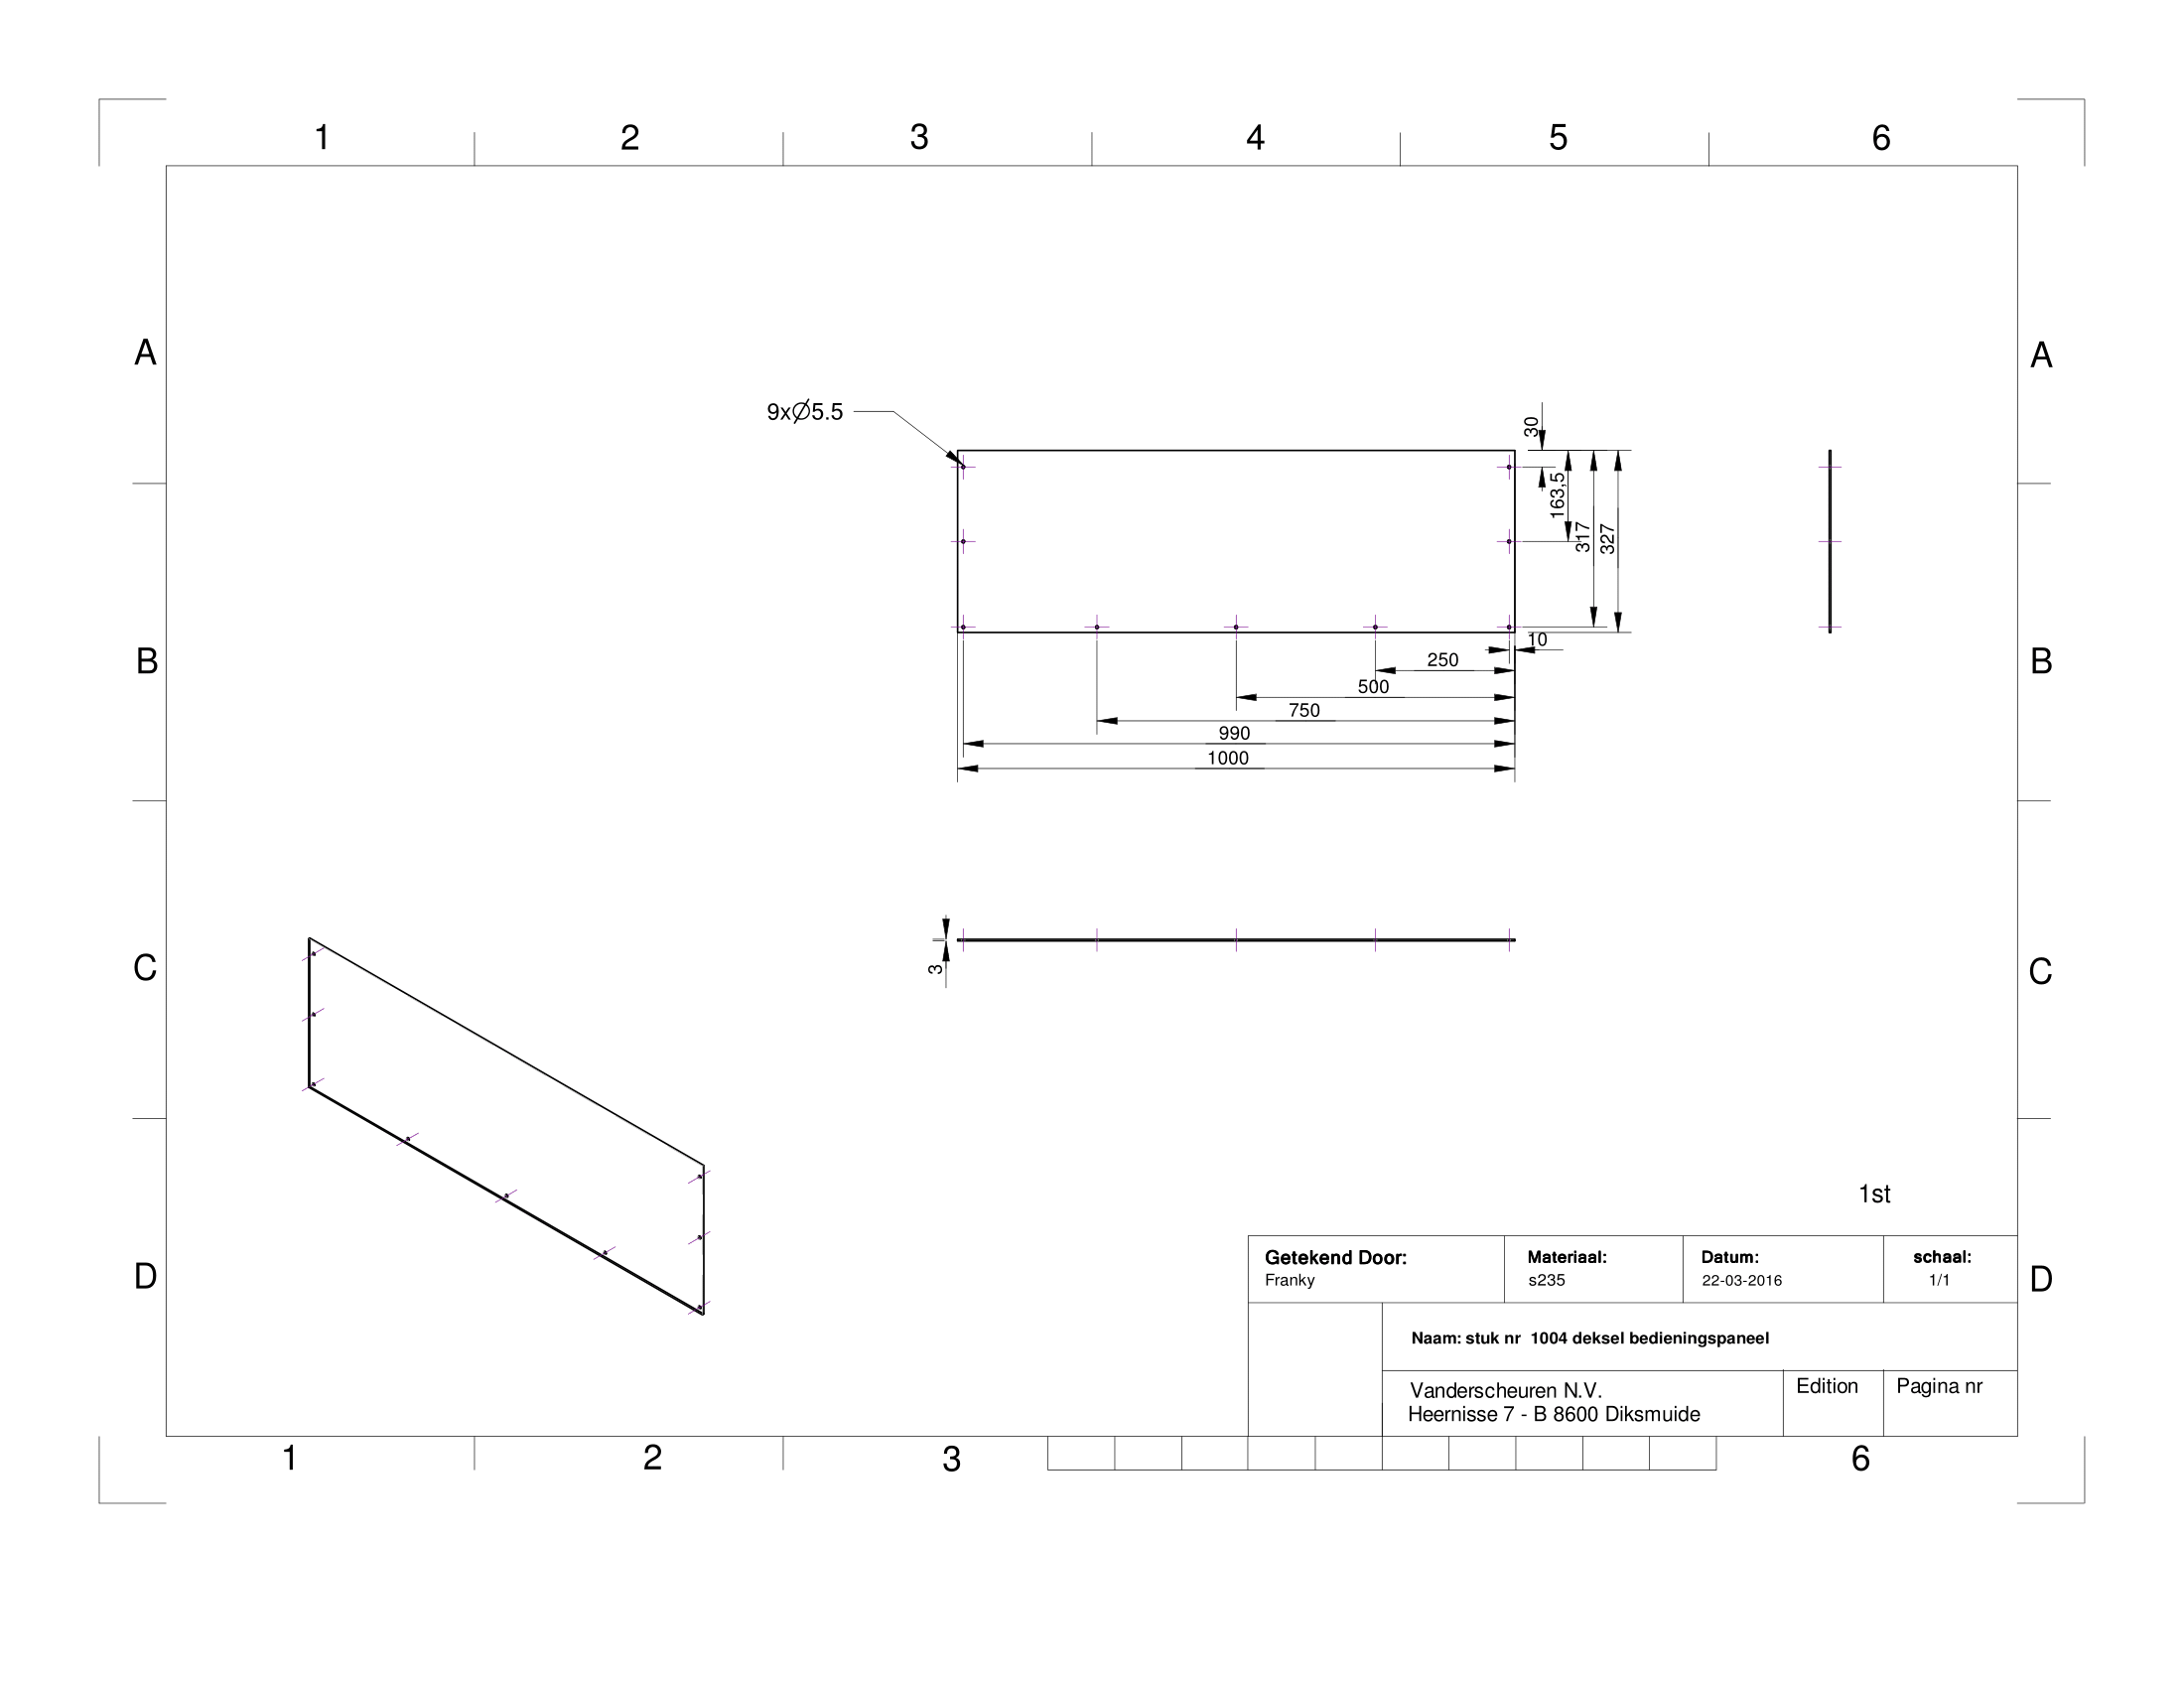 1 2 3 4 5 6
A A
9xØ5.5
30
163,5
317
327
B B
10
250
500
750
990
1000
C C
3
1st
D D
Getekend Door: Materiaal: Datum: schaal:
Franky s235 22-03-2016 1/1
Naam: stuk nr 1004 deksel bedieningspaneel
Vanderscheuren N.V. Edition Pagina nr
Heernisse 7 - B 8600 Diksmuide
1 2 3 6